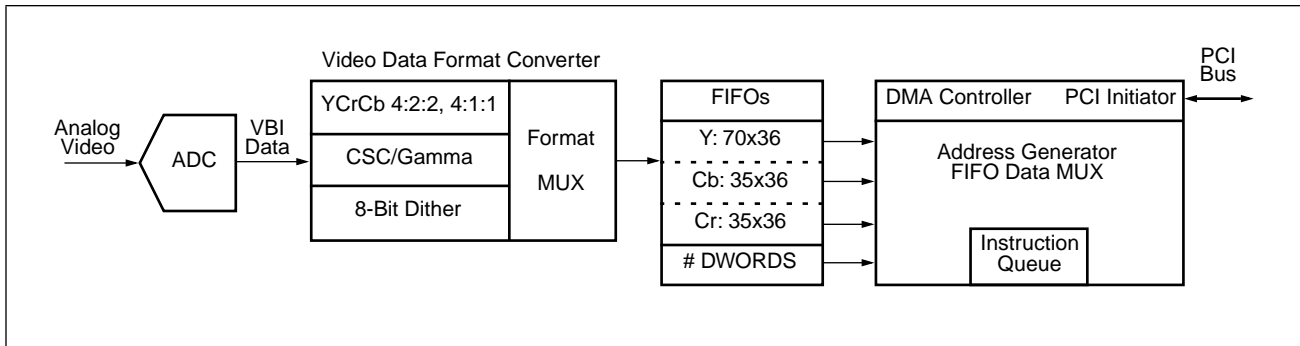 Analog
Video
ADC
VBI
Data
Video Data Format Converter
YCrCb 4:2:2, 4:1:1
CSC/Gamma
8-Bit Dither
Format
MUX
FIFOs
Y: 70x36
Cb: 35x36
Cr: 35x36
# DWORDS
DMA Controller
PCI Initiator
Address Generator
FIFO Data MUX
Instruction
Queue
PCI
Bus